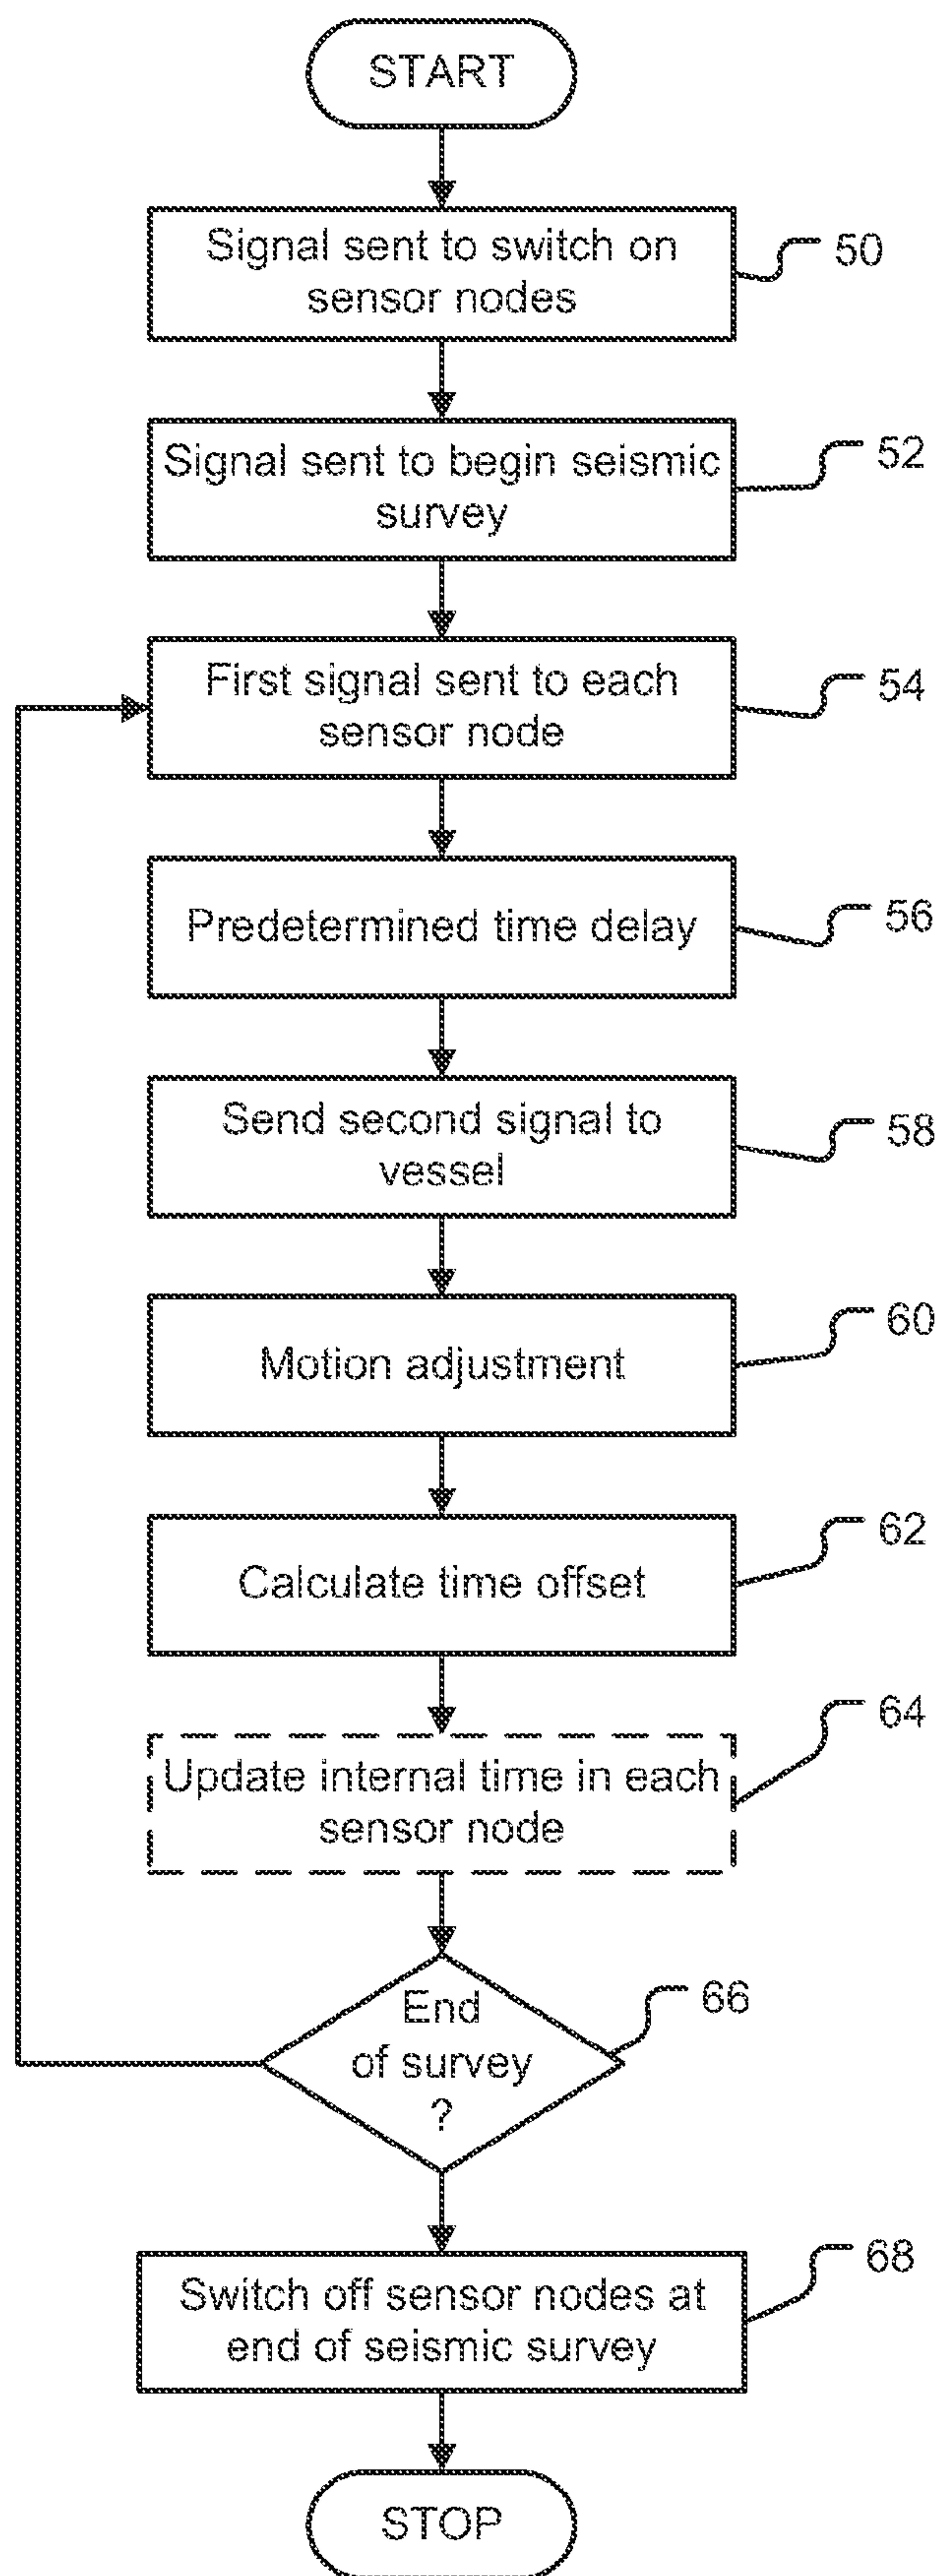 START
Signal sent to switch on
sensor nodes
50
Signal sent to begin seismic
survey
52
First signal sent to each
sensor node
54
Predetermined time delay
56
Send second signal to
vessel
58
Motion adjustment
60
Calculate time offset
62
Update internal time in each
sensor node
64
End
of survey
?
66
Switch off sensor nodes at
end of seismic survey
68
STOP